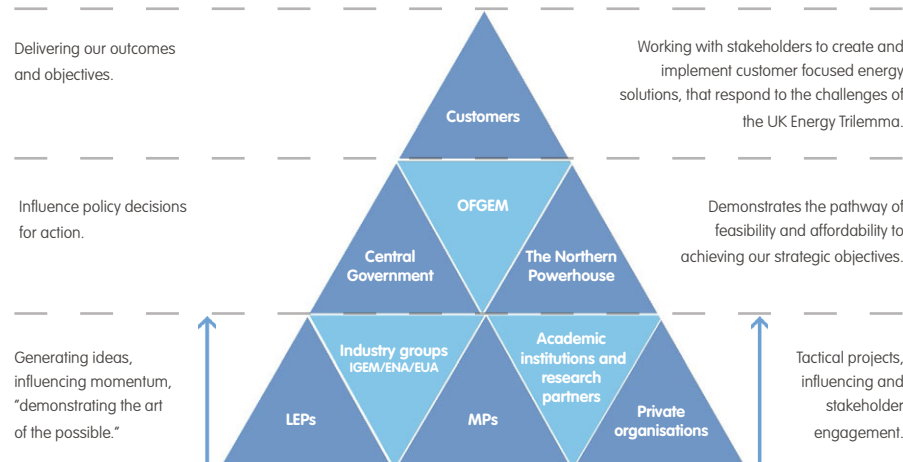 Delivering our outcomes
and objectives.
Working with stakeholders to create and
implement customer focused energy
solutions, that respond to the challenges of
the UK Energy Trilemma.
Customers
Influence policy decisions
for action.
OFGEM
Central
Government
The Northern
Powerhouse
Demonstrates the pathway of
feasibility and affordability to
achieving our strategic objectives.
Generating ideas,
influencing momentum,
“demonstrating the art
of the possible.”
LEPs
Industry groups
IGEM/ENA/EUA
MPs
Academic
institutions and
research
partners
Private
organisations
Tactical projects,
influencing and
stakeholder
engagement.